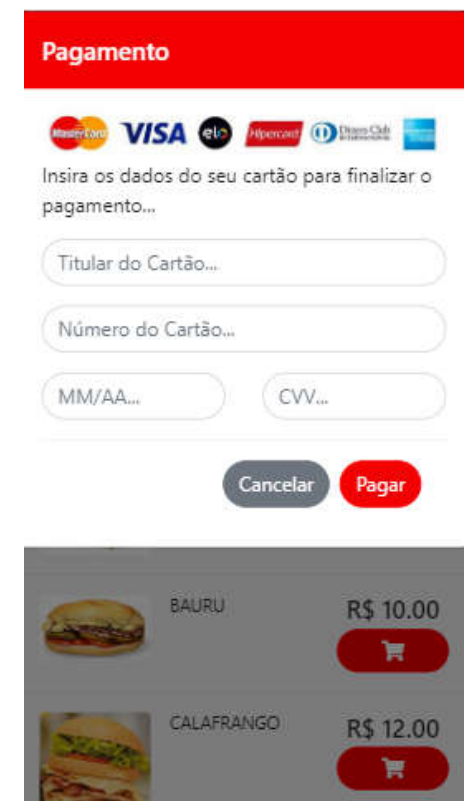 Pagamento
MasterCard VISA elo Hipercard Diners Club
Insira os dados do seu cartão para finalizar o
pagamento...
Titular do Cartão...
Número do Cartão...
MM/AA... CVV...
Cancelar Pagar
BAURU R$ 10.00
CALAFRANGO R$ 12.00